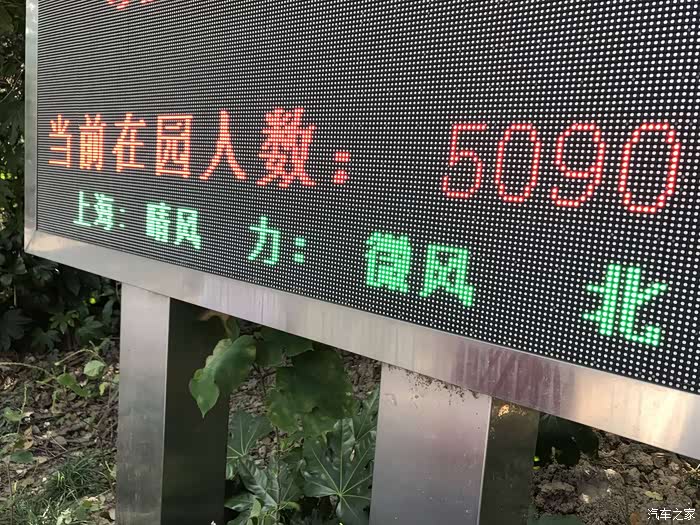 当前在园人数： 5090
上海：晴风 力：微风 北
汽车之家